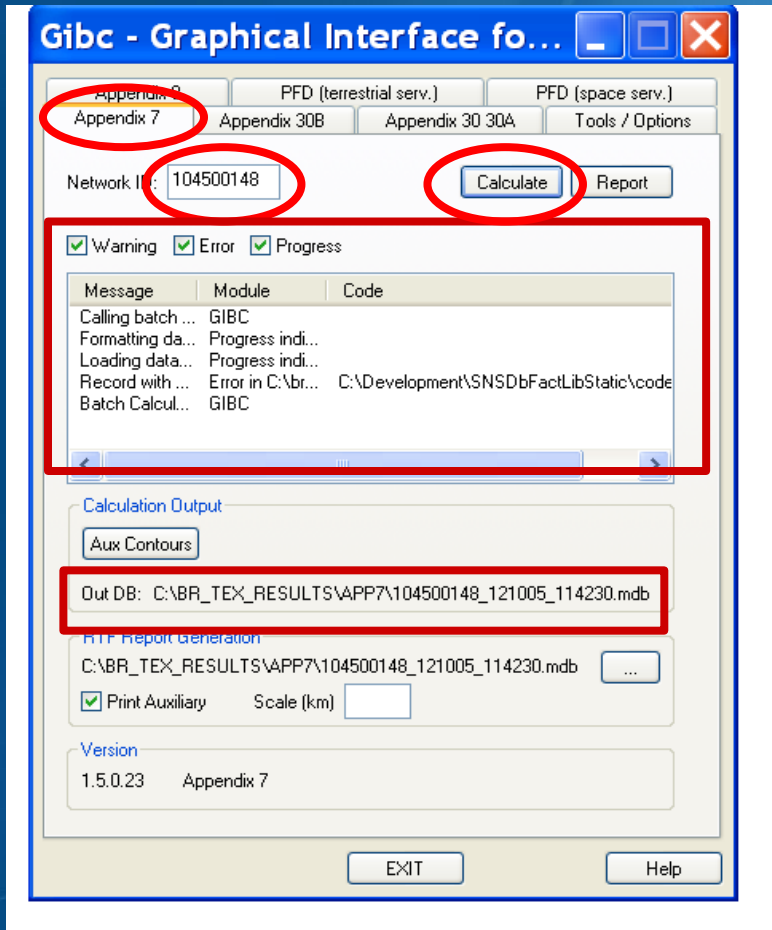 Gibc - Graphical Interface fo...
Appendix 8 PFD (terrestrial serv.) PFD (space serv.)
Appendix 7 Appendix 30B Appendix 30 30A Tools / Options
Network ID: 104500148 Calculate Report
Warning Error Progress
Message Module Code
Calling batch ... GIBC
Formatting da... Progress indi...
Loading data... Progress indi...
Record with ... Error in C:\br... C:\Development\SNSDbFactLibStatic\code
Batch Calcul... GIBC
Calculation Output
Aux Contours
Out DB: C:\BR_TEX_RESULTS\APP7\104500148_121005_114230.mdb
RTF Report Generation
C:\BR_TEX_RESULTS\APP7\104500148_121005_114230.mdb ...
Print Auxiliary Scale (km)
Version
1.5.0.23 Appendix 7
EXIT Help